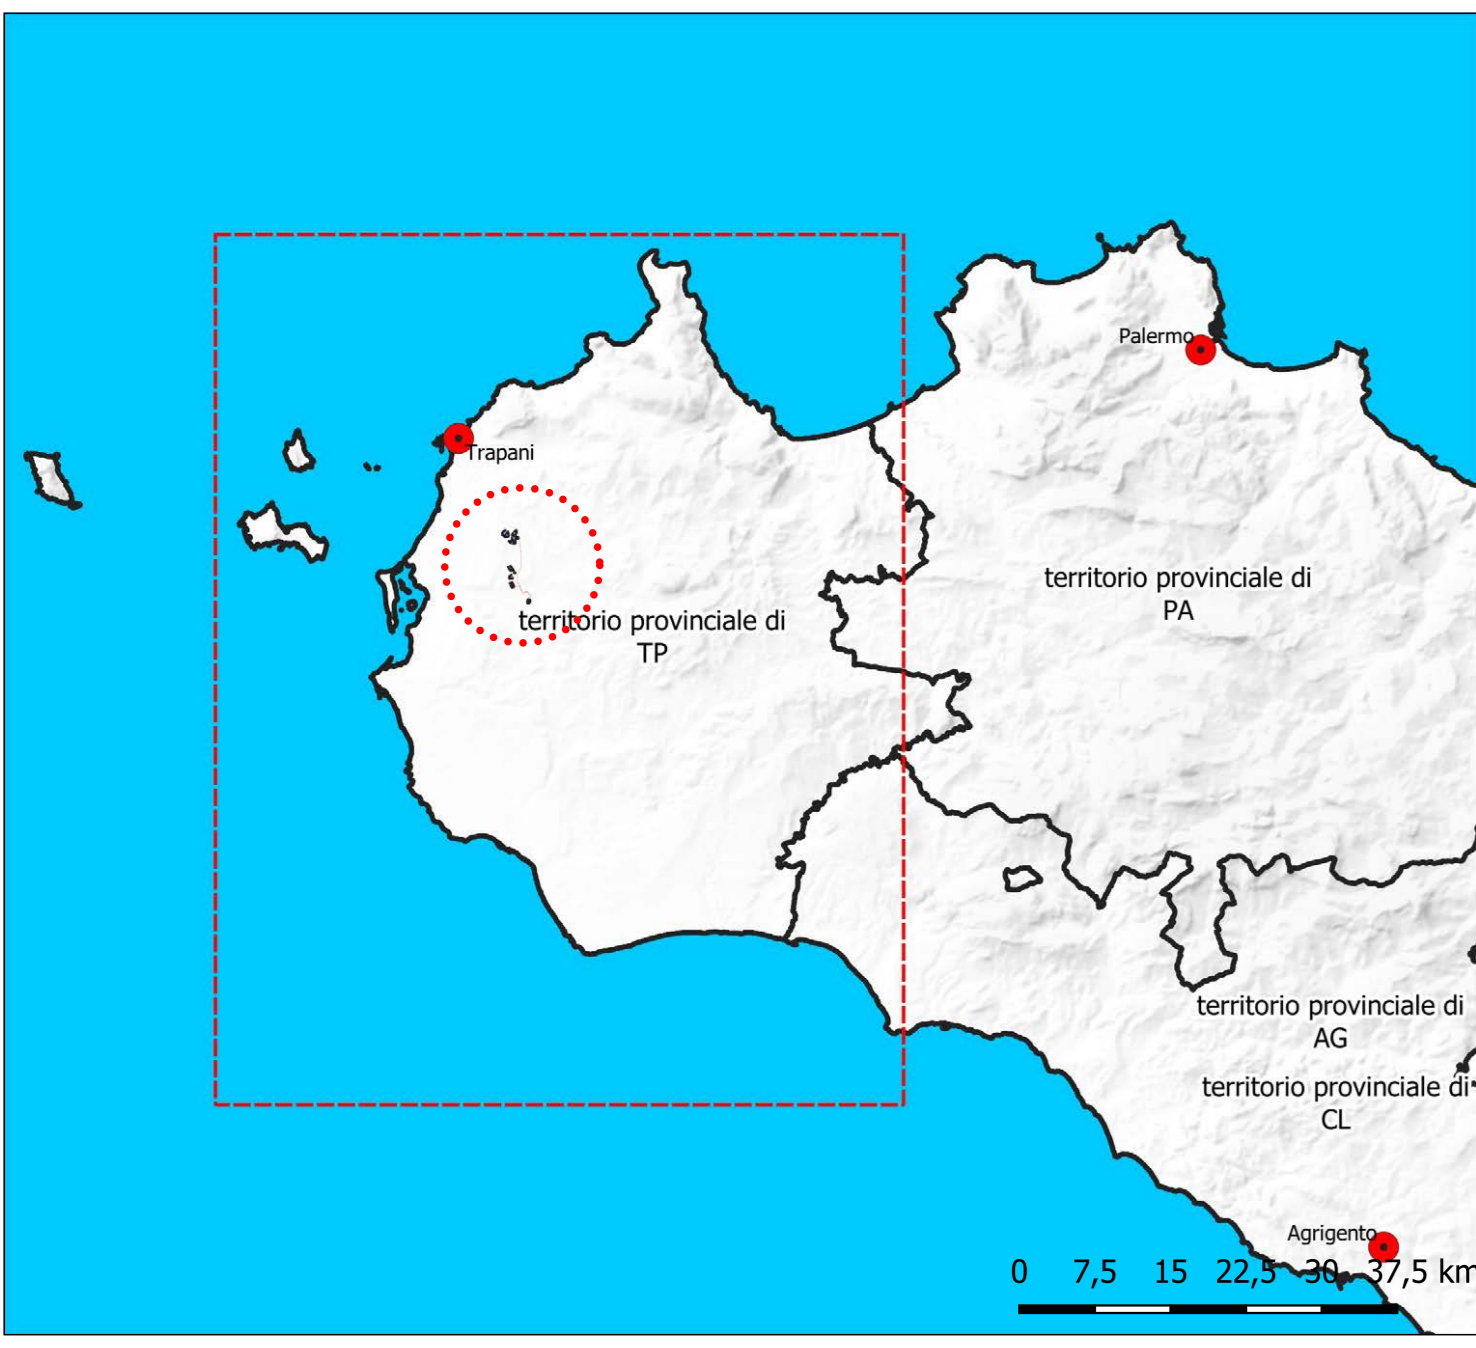 Palermo
Trapani
territorio provinciale di
PA
territorio provinciale di
TP
territorio provinciale di
AG
territorio provinciale di
CL
Agrigento
0 7,5 15 22,5 30 37,5 km